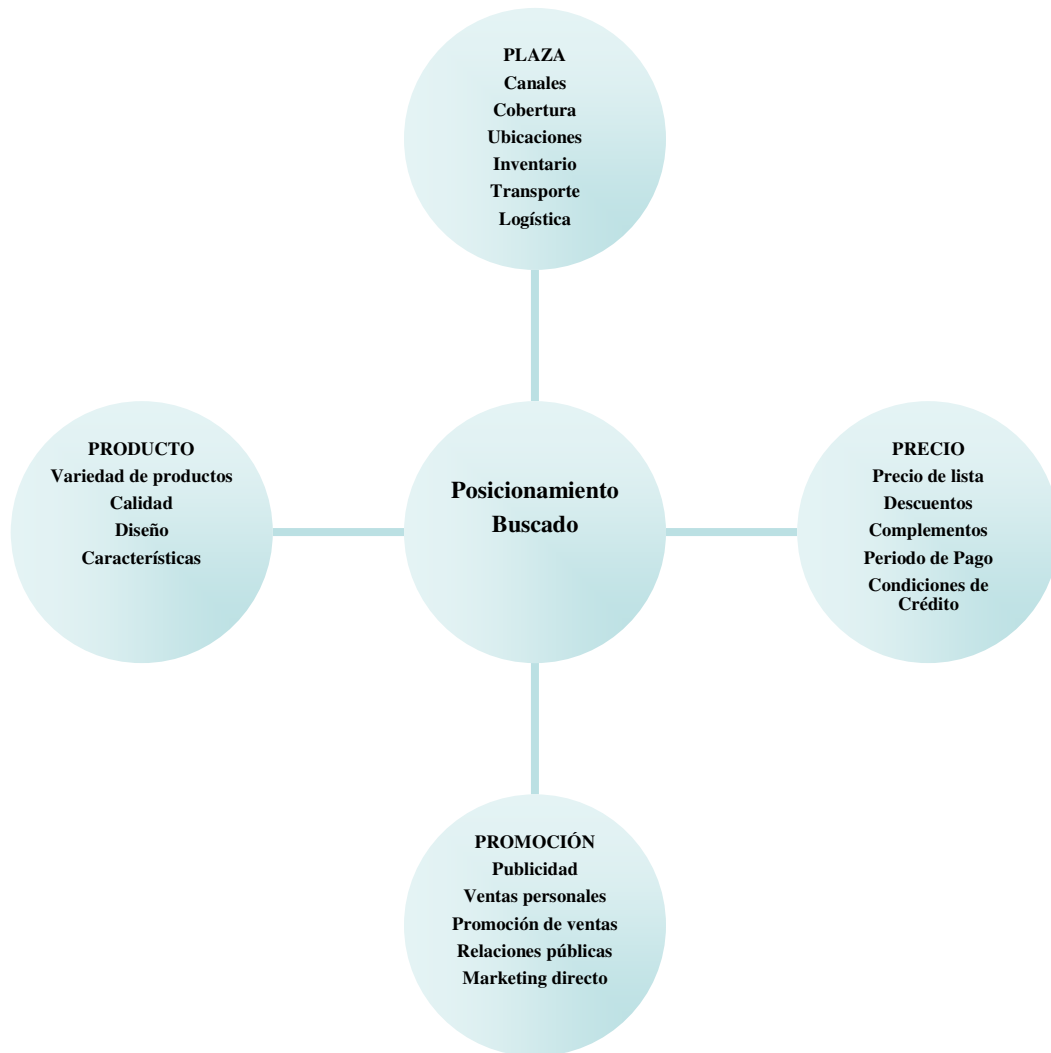 PLAZA
Canales
Cobertura
Ubicaciones
Inventario
Transporte
Logística
PRODUCTO
Variedad de productos
Calidad
Diseño
Características
Posicionamiento
Buscado
PRECIO
Precio de lista
Descuentos
Complementos
Periodo de Pago
Condiciones de
Crédito
PROMOCIÓN
Publicidad
Ventas personales
Promoción de ventas
Relaciones públicas
Marketing directo